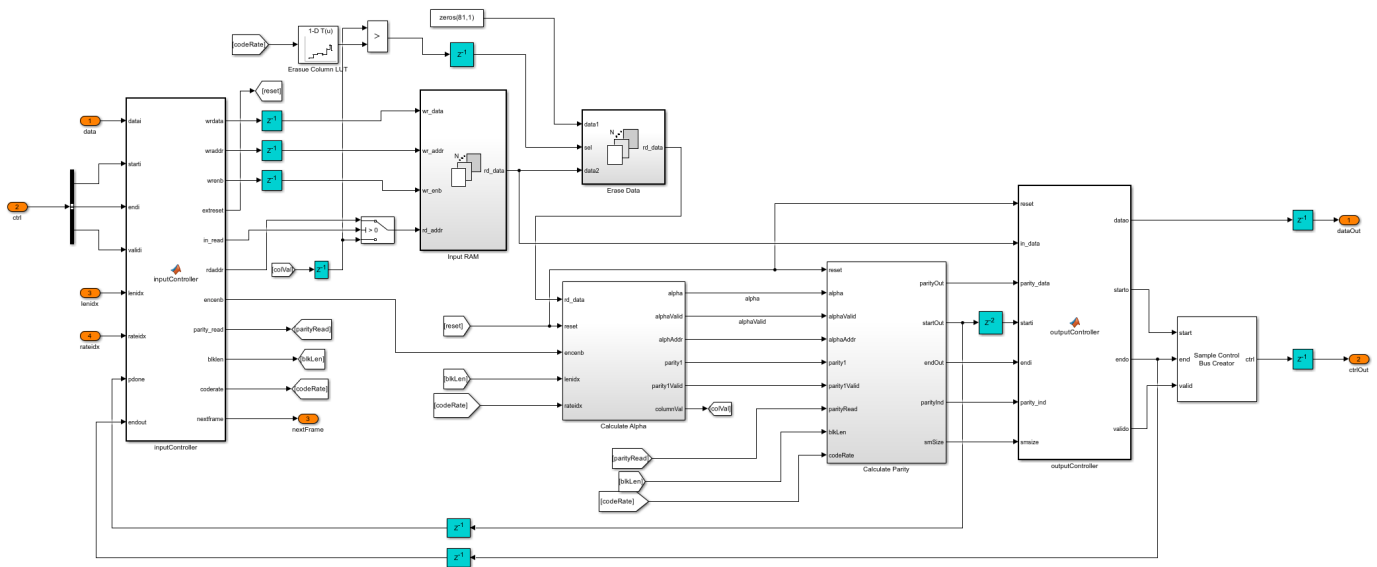 zeros(81,1)
1-D T(u)
[codeRate]
>
z-1
Erasue Column LUT
[reset]
1
data
datai
wrdata
z-1
wr_data
starti
wraddr
z-1
wr_addr
N
rd_data
data1
sel
data2
N
rd_data
Erase Data
2
ctrl
endi
wrenb
z-1
wr_enb
extreset
validi
in_read
> 0
rd_addr
Input RAM
rdaddr
[colVal]
z-1
inputController
3
lenidx
lenidx
encenb
4
rateidx
rateidx
parity_read
[parityRead]
blklen
[blkLen]
pdone
coderate
[codeRate]
endout
nextframe
3
nextFrame
inputController
[reset]
[blkLen]
[codeRate]
rd_data
reset
encenb
lenidx
rateidx
alpha
alphaValid
alphAddr
parity1
parity1Valid
columnVal
Calculate Alpha
alpha
alphaValid
[colVal]
[parityRead]
[blkLen]
[codeRate]
reset
alpha
alphaValid
alphaAddr
parity1
parity1Valid
parityRead
blkLen
codeRate
parityOut
startOut
endOut
parityInd
smSize
Calculate Parity
z-2
reset
in_data
parity_data
starti
endi
parity_ind
smsize
outputController
datao
starto
endo
valido
outputController
z-1
1
dataOut
start
end
valid
Sample Control
Bus Creator
ctrl
z-1
2
ctrlOut
z-1
z-1